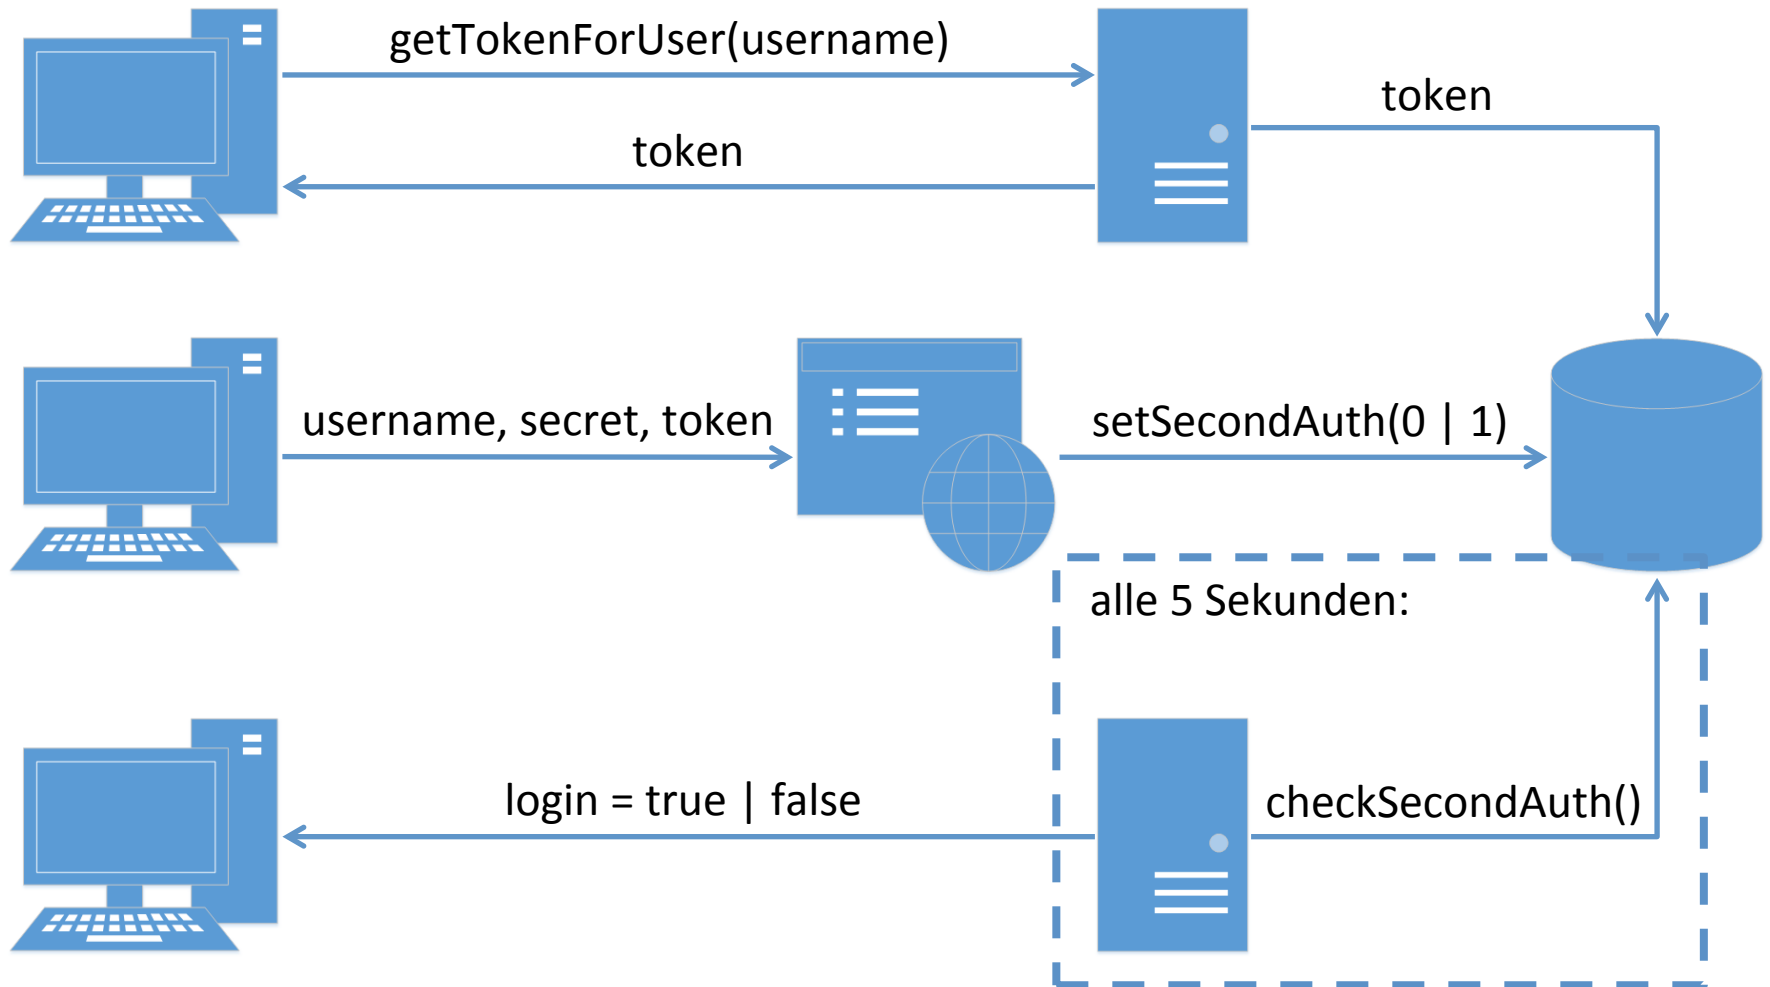 getTokenForUser(username)
token
token
username, secret, token
setSecondAuth(0 | 1)
alle 5 Sekunden:
login = true | false
checkSecondAuth()